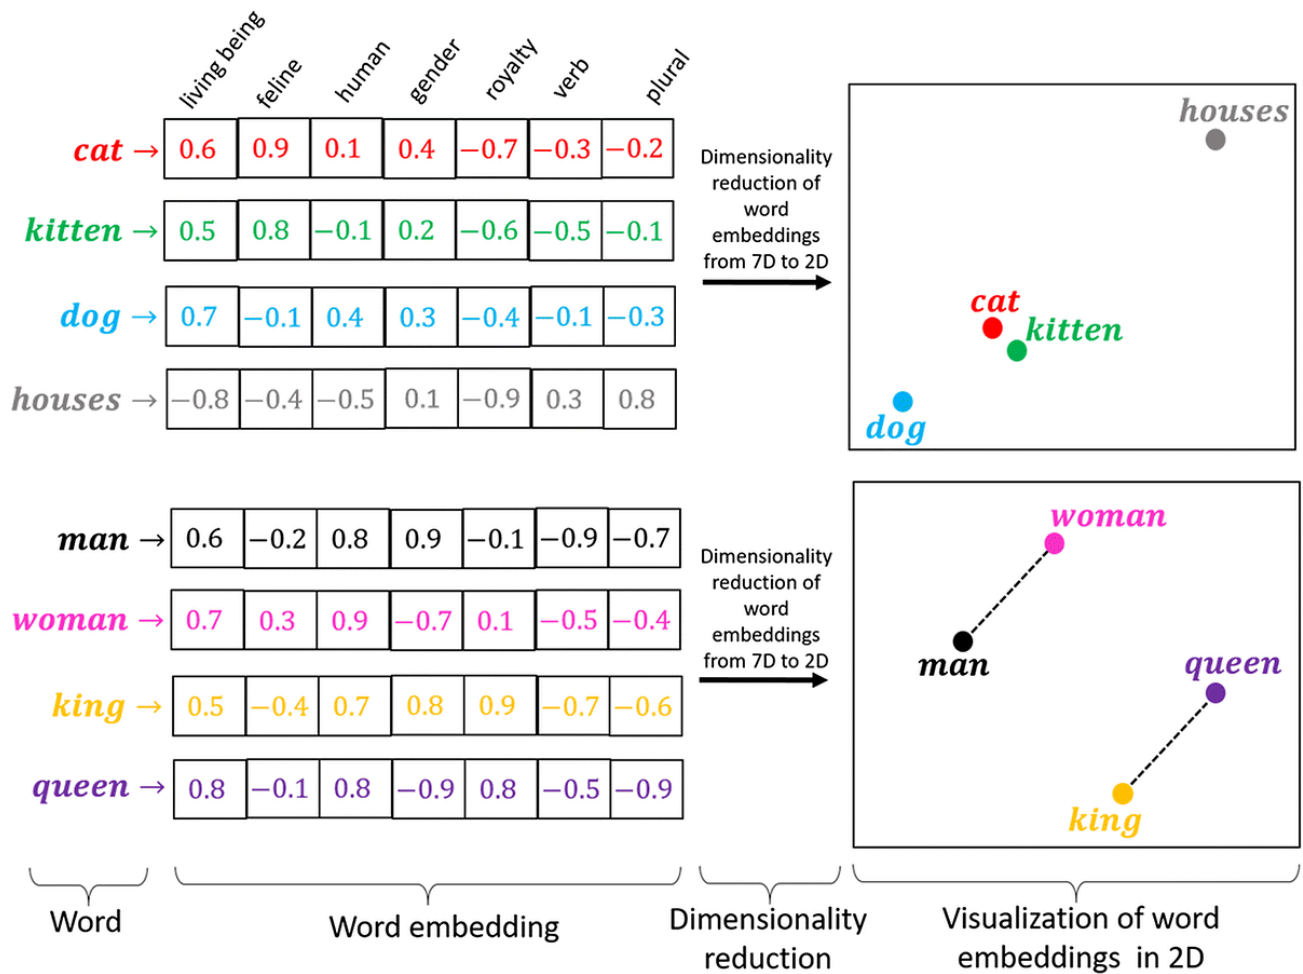 living being feline human gender royalty verb plural
cat → 0.6 0.9 0.1 0.4 −0.7 −0.3 −0.2
kitten → 0.5 0.8 −0.1 0.2 −0.6 −0.5 −0.1
dog → 0.7 −0.1 0.4 0.3 −0.4 −0.1 −0.3
houses → −0.8 −0.4 −0.5 0.1 −0.9 0.3 0.8
Dimensionality
reduction of
word
embeddings
from 7D to 2D
houses
cat
kitten
dog
man → 0.6 −0.2 0.8 0.9 −0.1 −0.9 −0.7
woman → 0.7 0.3 0.9 −0.7 0.1 −0.5 −0.4
king → 0.5 −0.4 0.7 0.8 0.9 −0.7 −0.6
queen → 0.8 −0.1 0.8 −0.9 0.8 −0.5 −0.9
Dimensionality
reduction of
word
embeddings
from 7D to 2D
woman
man
queen
king
Word
Word embedding
Dimensionality
reduction
Visualization of word
embeddings in 2D